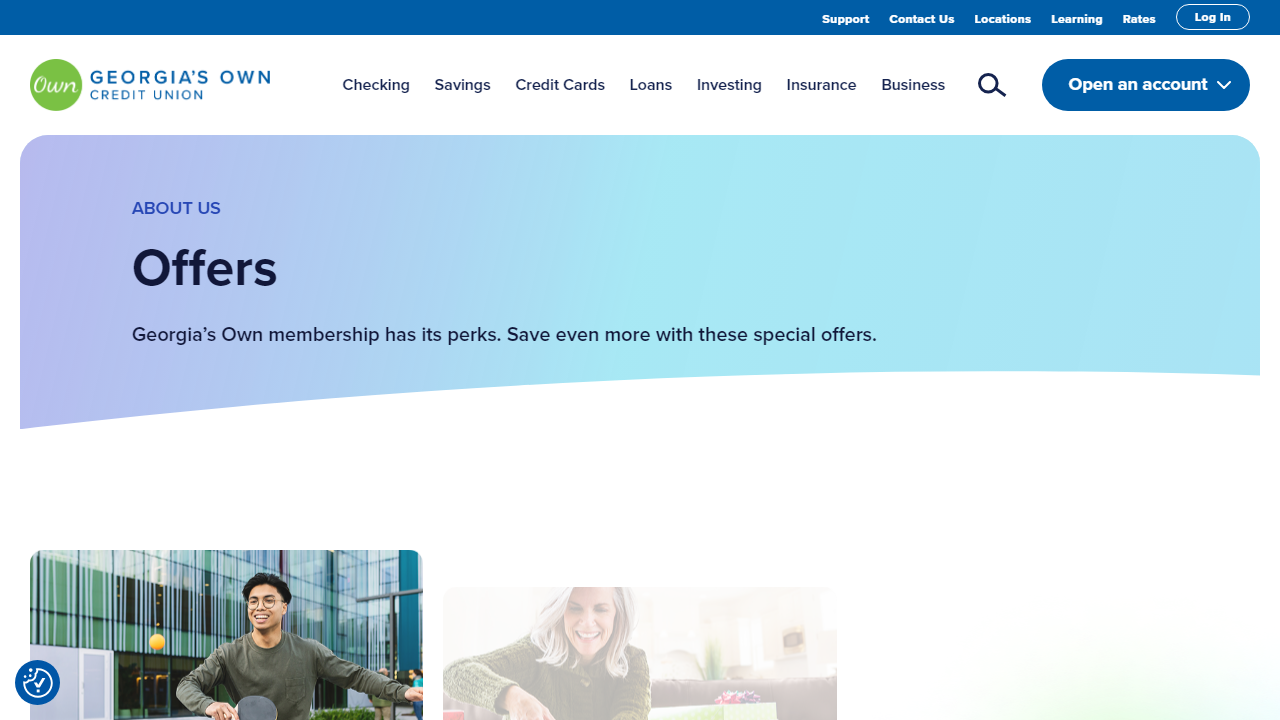 Support Contact Us Locations Learning Rates Log In
Own GEORGIA'S OWN
CREDIT UNION
Checking Savings Credit Cards Loans Investing Insurance Business Open an account
ABOUT US
Offers
Georgia’s Own membership has its perks. Save even more with these special offers.